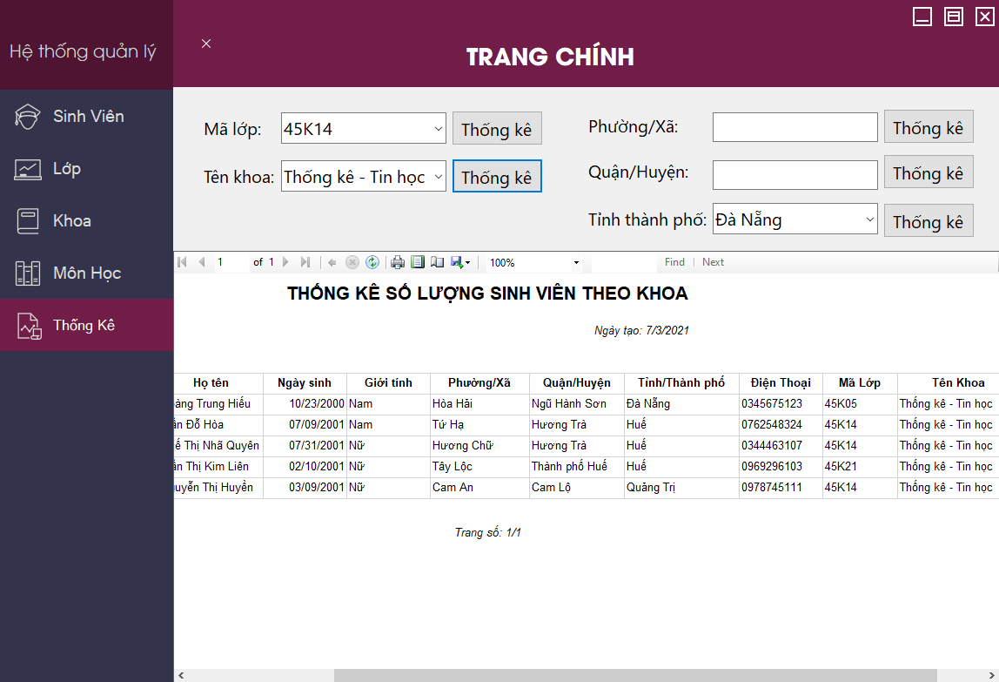 Hệ thống quản lý
TRANG CHÍNH
Sinh Viên
Lớp
Khoa
Môn Học
Thống Kê
Mã lớp: 45K14 Thống kê
Tên khoa: Thống kê - Tin học Thống kê
Phường/Xã: Thống kê
Quận/Huyện: Thống kê
Tỉnh thành phố: Đà Nẵng Thống kê
1 of 1 100% Find Next
THỐNG KÊ SỐ LƯỢNG SINH VIÊN THEO KHOA
Ngày tạo: 7/3/2021
Họ tên Ngày sinh Giới tính Phường/Xã Quận/Huyện Tỉnh/Thành phố Điện Thoại Mã Lớp Tên Khoa
Trung Hiếu 10/23/2000 Nam Hòa Hải Ngũ Hành Sơn Đà Nẵng 0345675123 45K05 Thống kê - Tin học
Đỗ Hòa 07/09/2001 Nam Tứ Hạ Hương Trà Huế 0762548324 45K14 Thống kê - Tin học
Thị Nhã Quyên 07/31/2001 Nữ Hương Chữ Hương Trà Huế 0344463107 45K14 Thống kê - Tin học
Thị Kim Liên 02/10/2001 Nữ Tây Lộc Thành phố Huế Huế 0969296103 45K21 Thống kê - Tin học
Thị Huyền 03/09/2001 Nữ Cam An Cam Lộ Quảng Trị 0978745111 45K14 Thống kê - Tin học
Trang số: 1/1